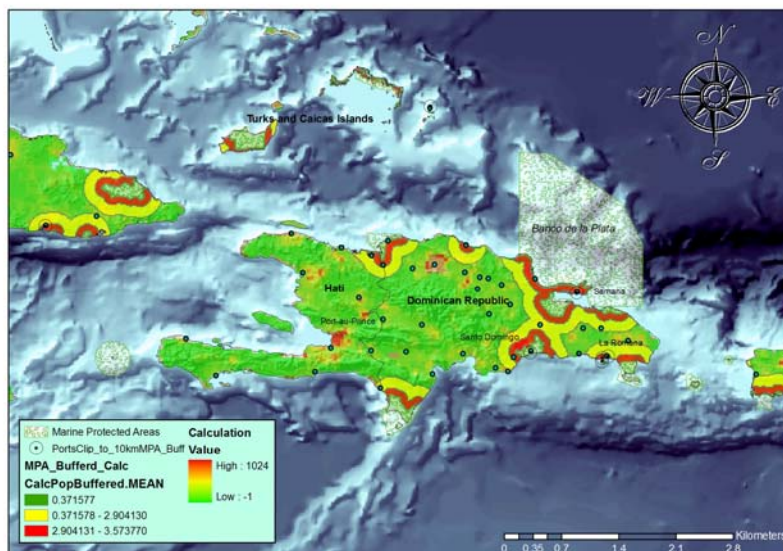 N
W E
S
Turks and Caicas Islands
Banco de la Plata
Samana
Hati
Dominican Republic
Port-au-Prince
Santo Domingo
La Romana
Marine Protected Areas
PortsClip_to_10kmMPA_Buff
MPA_Bufferd_Calc
CalcPopBuffered.MEAN
0.371577
0.371578 - 2.904130
2.904131 - 3.573770
Calculation
Value
High : 1024
Low : -1
Kilometers
0 0.35 0.7 1.4 2.1 2.8